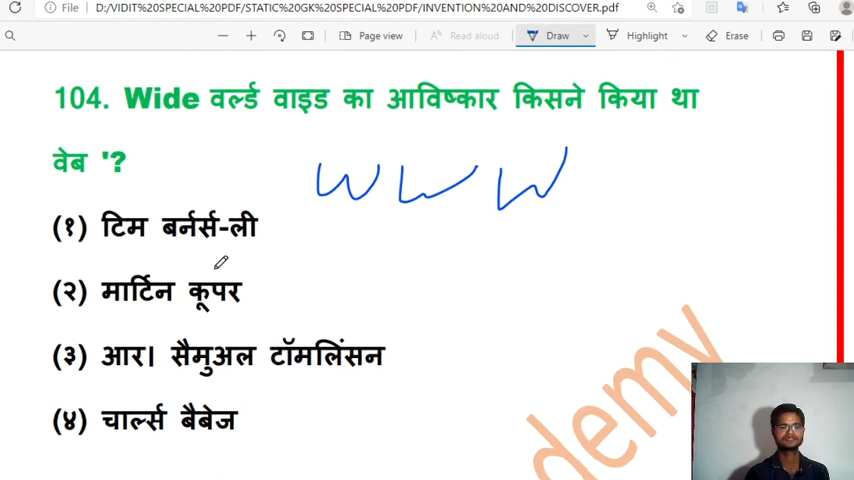 File D:/VIDIT%20SPECIAL%20PDF/STATIC%20GK%20SPECIAL%20PDF/INVENTION%20AND%20DISCOVER.pdf
Page view Read aloud Draw Highlight Erase
104. Wide वर्ल्ड वाइड का आविष्कार किसने किया था
वेब '?
W W W
(१) टिम बर्नर्स-ली
(२) मार्टिन कूपर
(३) आर। सैमुअल टॉमलिंसन
(४) चार्ल्स बैबेज
demy